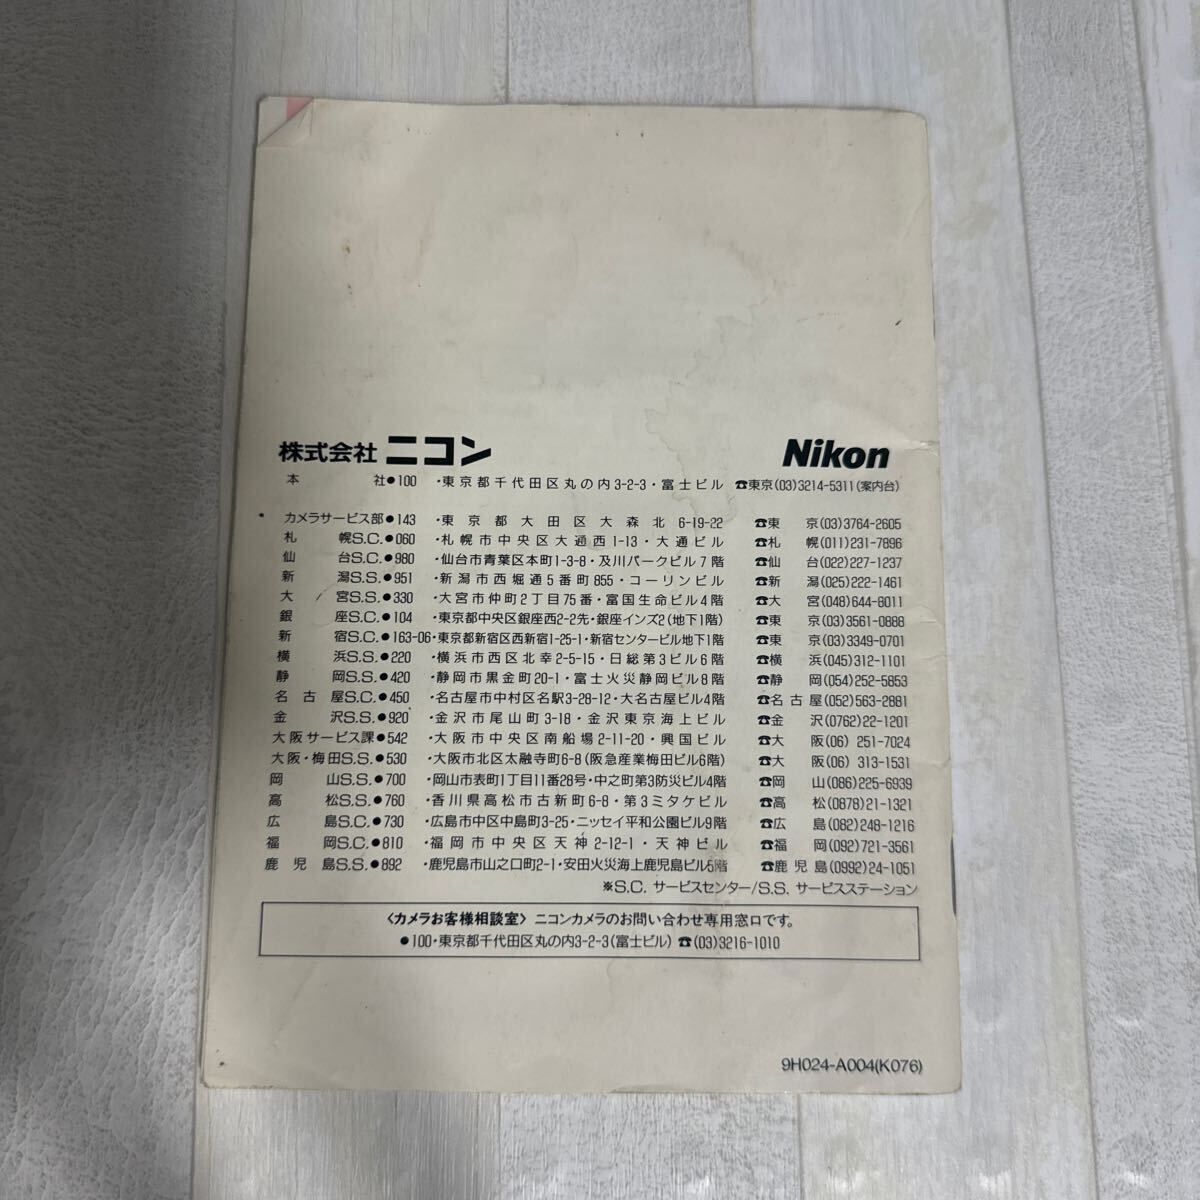 株式会社 ニコン Nikon
本社●100 ・東京都千代田区丸の内3-2-3・富士ビル ☎東京(03)3214-5311(案内台)
カメラサービス部●143 ・東京都大田区大森北6-19-22 ☎東京(03)3764-2605
札幌S.C.●060 ・札幌市中央区大通西1-13・大通ビル ☎札幌(011)231-7896
仙台S.C.●980 ・仙台市青葉区本町1-3-8・及川パークビル7階 ☎仙台(022)227-1237
新潟S.S.●951 ・新潟市西堀通5番町855・コーリンビル ☎新潟(025)222-1461
大宮S.S.●330 ・大宮市仲町2丁目75番・富国生命ビル4階 ☎大宮(048)644-8011
銀座S.C.●104 ・東京都中央区銀座西2-2先・銀座インズ2(地下1階) ☎東京(03)3561-0888
新宿S.C.●163-06・東京都新宿区西新宿1-25-1・新宿センタービル地下1階 ☎東京(03)3349-0701
横浜S.S.●220 ・横浜市西区北幸2-5-15・日総第3ビル6階 ☎横浜(045)312-1101
静岡S.S.●420 ・静岡市黒金町20-1・富士火災静岡ビル8階 ☎静岡(054)252-5853
名古屋S.C.●450 ・名古屋市中村区名駅3-28-12・大名古屋ビル4階 ☎名古屋(052)563-2881
金沢S.S.●920 ・金沢市尾山町3-18・金沢東京海上ビル ☎金沢(0762)22-1201
大阪サービス課●542 ・大阪市中央区南船場2-11-20・興国ビル ☎大阪(06)251-7024
大阪・梅田S.S.●530 ・大阪市北区太融寺町6-8(阪急産業梅田ビル6階) ☎大阪(06)313-1531
岡山S.S.●700 ・岡山市表町1丁目11番28号・中之町第3防災ビル4階 ☎岡山(086)225-6939
高松S.S.●760 ・香川県高松市古新町6-8・第3ミタケビル ☎高松(0878)21-1321
広島S.C.●730 ・広島市中区中島町3-25・ニッセイ平和公園ビル9階 ☎広島(082)248-1216
福岡S.C.●810 ・福岡市中央区天神2-12-1・天神ビル ☎福岡(092)721-3561
鹿児島S.S.●892 ・鹿児島市山之口町2-1・安田火災海上鹿児島ビル5階 ☎鹿児島(0992)24-1051
※S.C. サービスセンター/S.S. サービスステーション
〈カメラお客様相談室〉 ニコンカメラのお問い合わせ専用窓口です。
●100・東京都千代田区丸の内3-2-3(富士ビル) ☎(03)3216-1010
9H024-A004(K076)